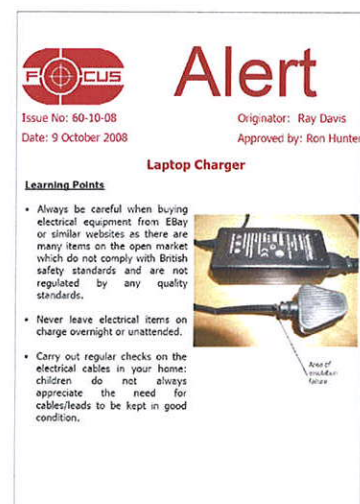 FOCUS
Alert
Issue No: 60-10-08
Originator: Ray Davis
Date: 9 October 2008
Approved by: Ron Hunter
Laptop Charger
Learning Points
• Always be careful when buying
electrical equipment from EBay
or similar websites as there are
many items on the open market
which do not comply with British
safety standards and are not
regulated by any quality
standards.
• Never leave electrical items on
charge overnight or unattended.
• Carry out regular checks on the
electrical cables in your home:
children do not always
appreciate the need for
cables/leads to be kept in good
condition.
Area of
insulation
failure